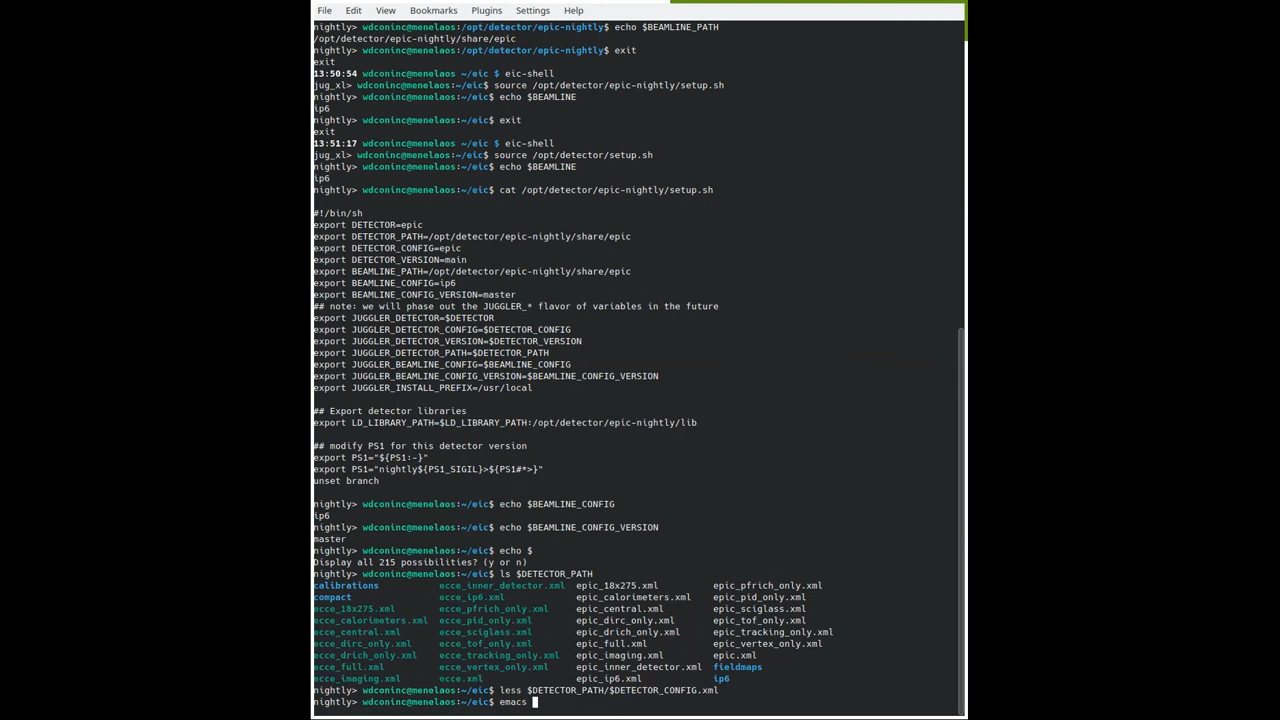 File Edit View Bookmarks Plugins Settings Help
nightly> wdconinc@menelaos:/opt/detector/epic-nightly$ echo $BEAMLINE_PATH
/opt/detector/epic-nightly/share/epic
nightly> wdconinc@menelaos:/opt/detector/epic-nightly$ exit
exit
13:50:54 wdconinc@menelaos ~/eic $ eic-shell
jug_xl> wdconinc@menelaos:~/eic$ source /opt/detector/epic-nightly/setup.sh
nightly> wdconinc@menelaos:~/eic$ echo $BEAMLINE
ip6
nightly> wdconinc@menelaos:~/eic$ exit
exit
13:51:17 wdconinc@menelaos ~/eic $ eic-shell
jug_xl> wdconinc@menelaos:~/eic$ source /opt/detector/setup.sh
nightly> wdconinc@menelaos:~/eic$ echo $BEAMLINE
ip6
nightly> wdconinc@menelaos:~/eic$ cat /opt/detector/epic-nightly/setup.sh
#!/bin/sh
export DETECTOR=epic
export DETECTOR_PATH=/opt/detector/epic-nightly/share/epic
export DETECTOR_CONFIG=epic
export DETECTOR_VERSION=main
export BEAMLINE_PATH=/opt/detector/epic-nightly/share/epic
export BEAMLINE_CONFIG=ip6
export BEAMLINE_CONFIG_VERSION=master
## note: we will phase out the JUGGLER_* flavor of variables in the future
export JUGGLER_DETECTOR=$DETECTOR
export JUGGLER_DETECTOR_CONFIG=$DETECTOR_CONFIG
export JUGGLER_DETECTOR_VERSION=$DETECTOR_VERSION
export JUGGLER_DETECTOR_PATH=$DETECTOR_PATH
export JUGGLER_BEAMLINE_CONFIG=$BEAMLINE_CONFIG
export JUGGLER_BEAMLINE_CONFIG_VERSION=$BEAMLINE_CONFIG_VERSION
export JUGGLER_INSTALL_PREFIX=/usr/local
## Export detector libraries
export LD_LIBRARY_PATH=$LD_LIBRARY_PATH:/opt/detector/epic-nightly/lib
## modify PS1 for this detector version
export PS1="${PS1:-}"
export PS1="nightly${PS1_SIGIL}>${PS1#*>}"
unset branch
nightly> wdconinc@menelaos:~/eic$ echo $BEAMLINE_CONFIG
ip6
nightly> wdconinc@menelaos:~/eic$ echo $BEAMLINE_CONFIG_VERSION
master
nightly> wdconinc@menelaos:~/eic$ echo $
Display all 215 possibilities? (y or n)
nightly> wdconinc@menelaos:~/eic$ ls $DETECTOR_PATH
calibrations ecce_inner_detector.xml epic_18x275.xml epic_pfrich_only.xml
compact ecce_ip6.xml epic_calorimeters.xml epic_pid_only.xml
ecce_18x275.xml ecce_pfrich_only.xml epic_central.xml epic_sciglass.xml
ecce_calorimeters.xml ecce_pid_only.xml epic_dirc_only.xml epic_tof_only.xml
ecce_central.xml ecce_sciglass.xml epic_drich_only.xml epic_tracking_only.xml
ecce_dirc_only.xml ecce_tof_only.xml epic_full.xml epic_vertex_only.xml
ecce_drich_only.xml ecce_tracking_only.xml epic_imaging.xml epic.xml
ecce_full.xml ecce_vertex_only.xml epic_inner_detector.xml fieldmaps
ecce_imaging.xml ecce.xml epic_ip6.xml ip6
nightly> wdconinc@menelaos:~/eic$ less $DETECTOR_PATH/$DETECTOR_CONFIG.xml
nightly> wdconinc@menelaos:~/eic$ emacs